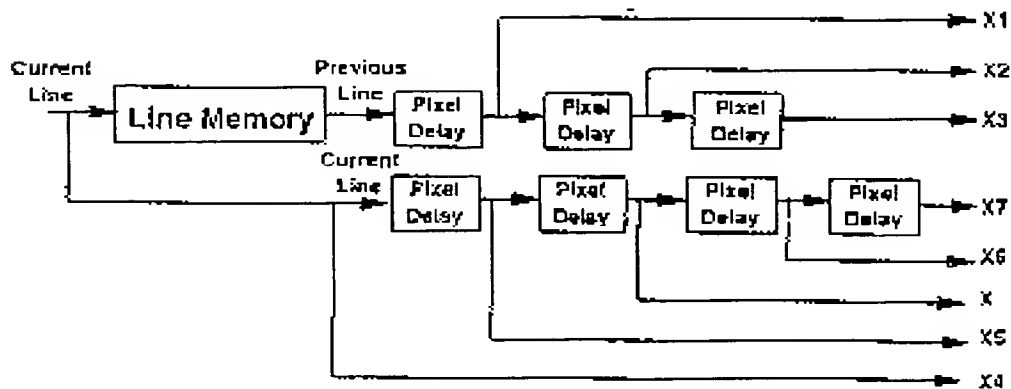 X1
Current
Line
Line Memory
Previous
Line
Pixel
Delay
Pixel
Delay
X2
Pixel
Delay
X3
Current
Line
Pixel
Delay
Pixel
Delay
Pixel
Delay
Pixel
Delay
X7
X6
X
X5
X4